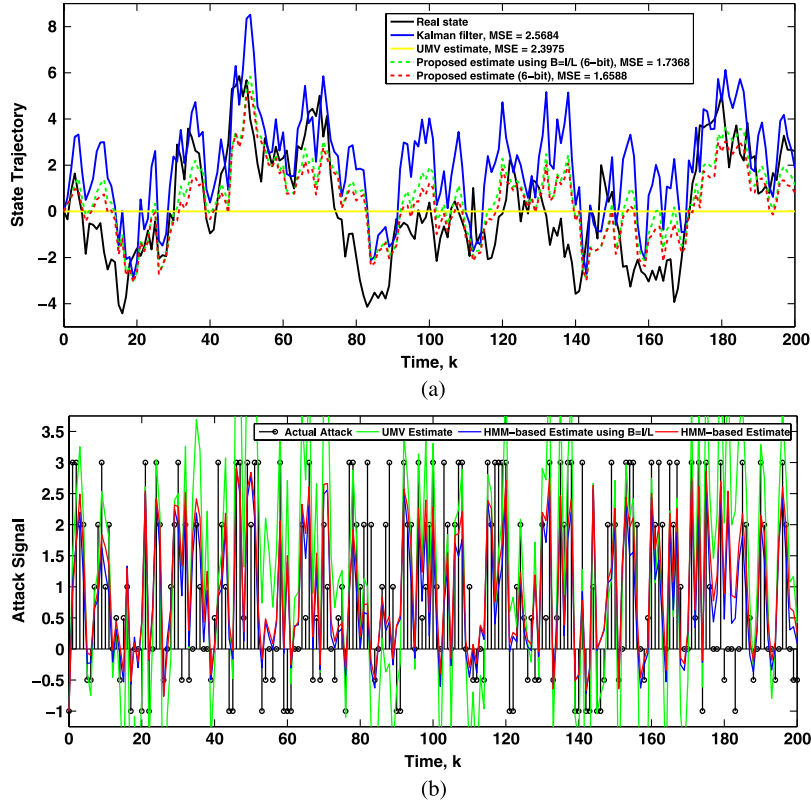 Real state
Kalman filter, MSE = 2.5684
UMV estimate, MSE = 2.3975
Proposed estimate using B=I/L (6-bit), MSE = 1.7368
Proposed estimate (6-bit), MSE = 1.6588
State Trajectory
8
6
4
2
0
−2
−4
0 20 40 60 80 100 120 140 160 180 200
Time, k
(a)
Actual Attack UMV Estimate HMM-based Estimate using B=I/L HMM-based Estimate
Attack Signal
3.5
3
2.5
2
1.5
1
0.5
0
−0.5
−1
0 20 40 60 80 100 120 140 160 180 200
Time, k
(b)